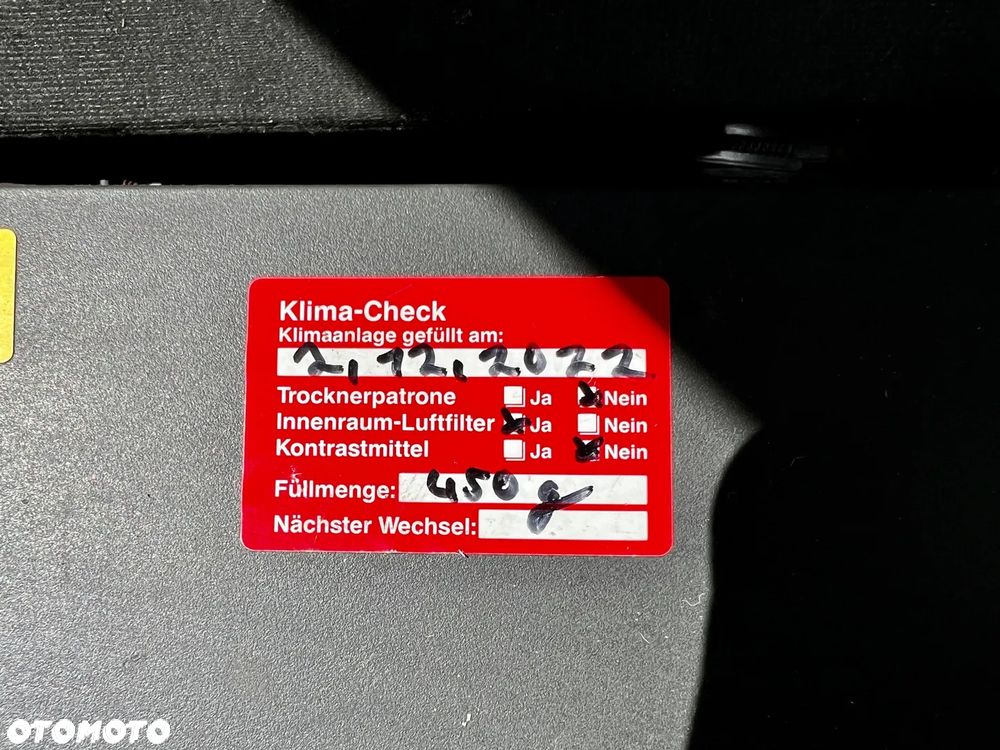 Klima-Check
Klimaanlage gefüllt am:
2.12.2022
Trocknerpatrone Ja Nein
Innenraum-Luftfilter Ja Nein
Kontrastmittel Ja Nein
Füllmenge: 450 g
Nächster Wechsel:
OTOMOTO